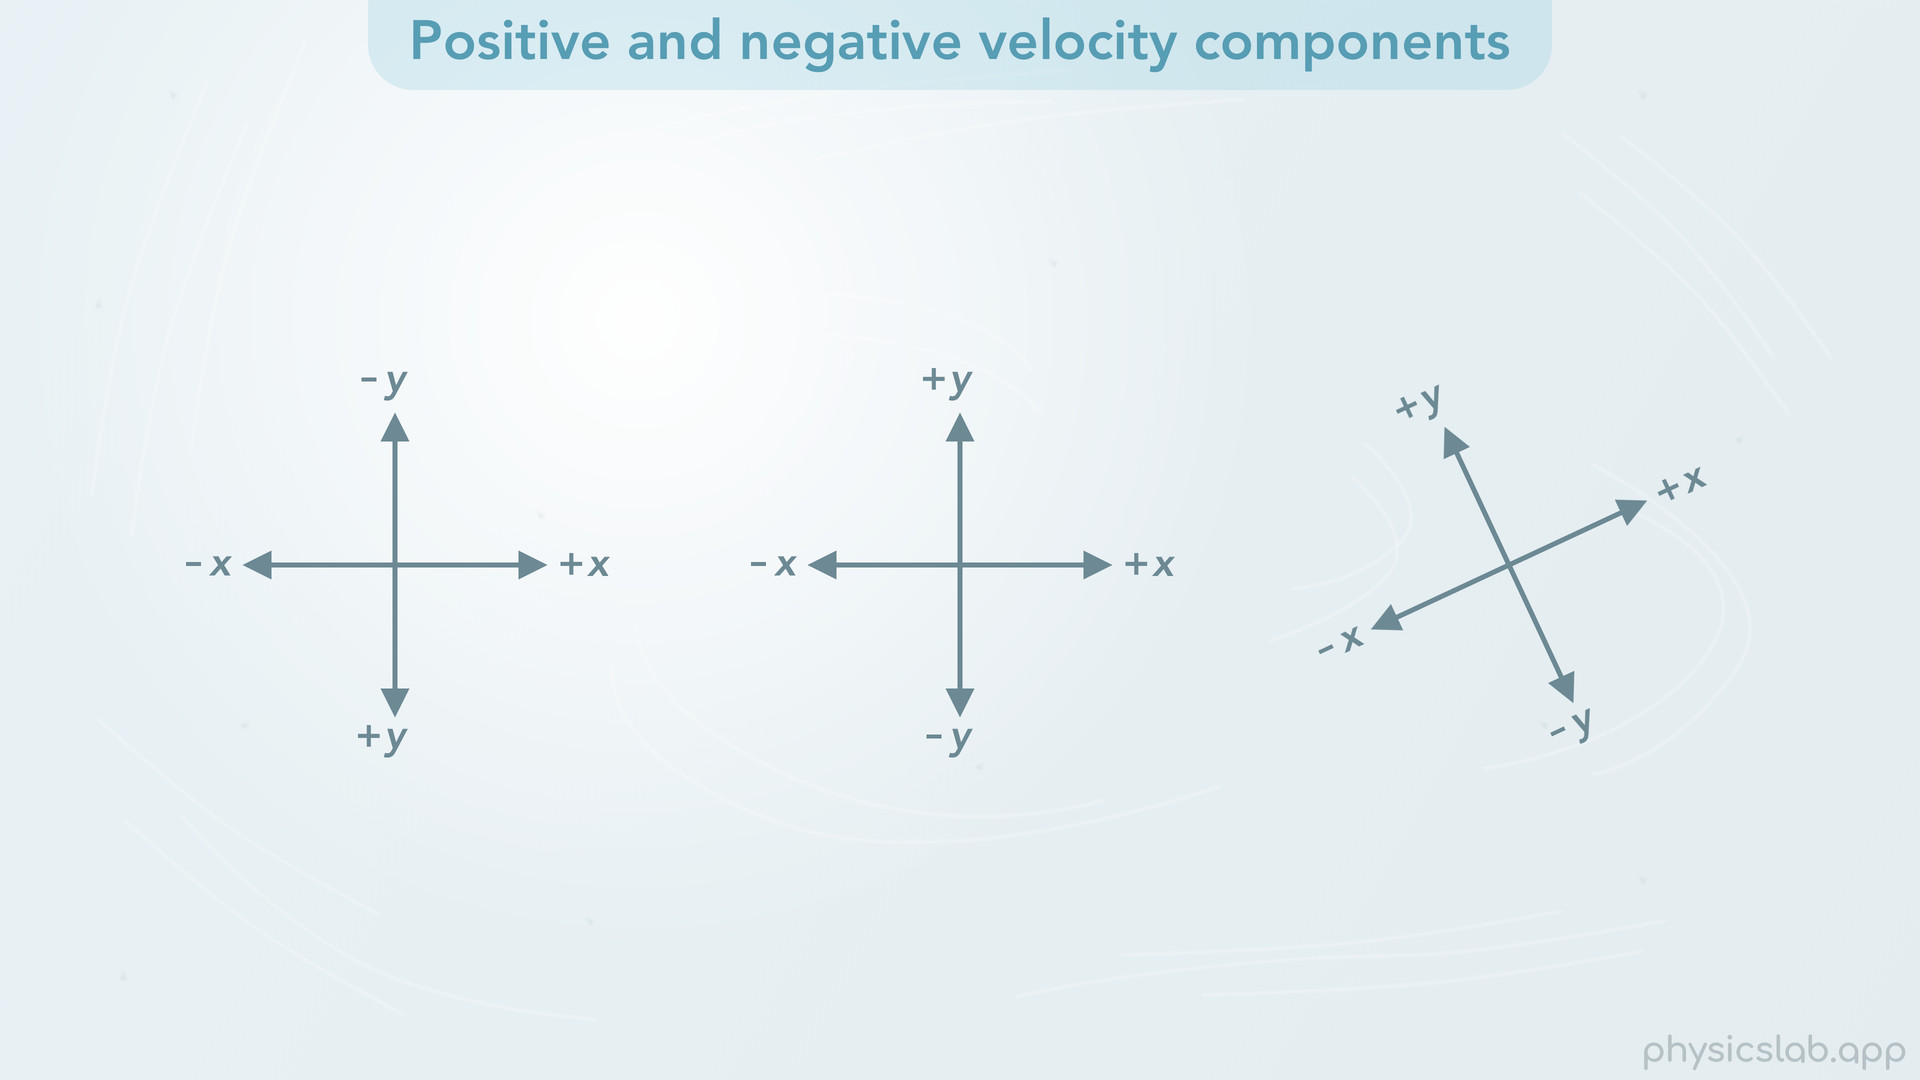 Positive and negative velocity components
-y
-x
+x
+y
+y
-x
+x
-y
+y
+x
-x
-y
physicslab.app